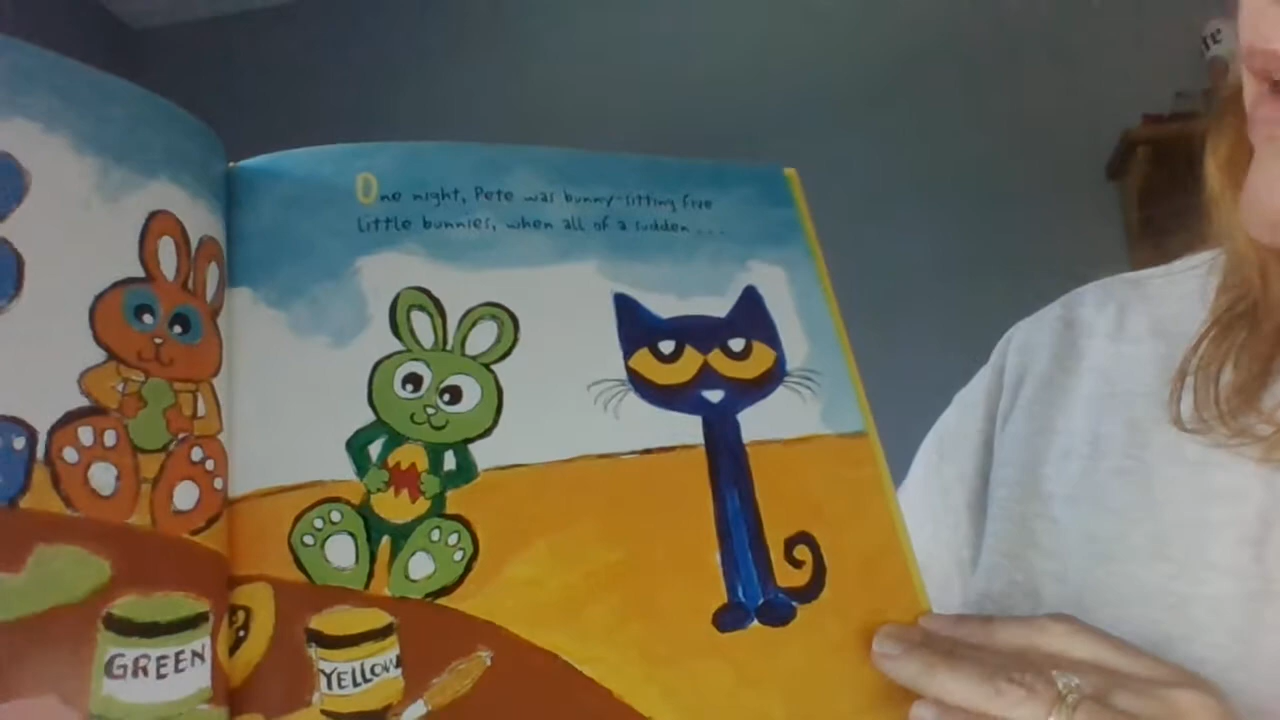 One night, Pete was bunny-sitting five
little bunnies, when all of a sudden . . .
GREEN
YELLOW